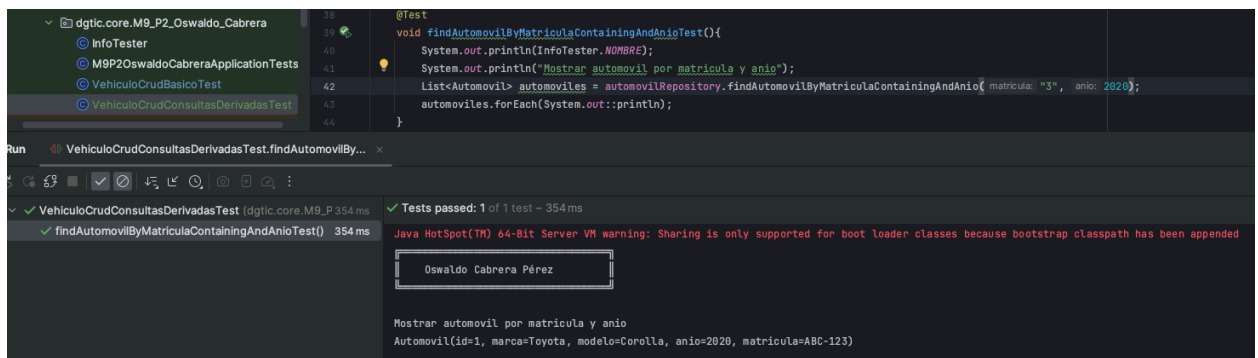 dgtic.core.M9_P2_Oswaldo_Cabrera
InfoTester
M9P2OswaldoCabreraApplicationTests
VehiculoCrudBasicoTest
VehiculoCrudConsultasDerivadasTest
38 @Test
39 void findAutomovilByMatriculaContainingAndAnioTest(){
40 System.out.println(InfoTester.NOMBRE);
41 System.out.println("Mostrar automovil por matricula y anio");
42 List<Automovil> automoviles = automovilRepository.findAutomovilByMatriculaContainingAndAnio( matricula: "3", anio: 2020);
43 automoviles.forEach(System.out::println);
44 }
Run VehiculoCrudConsultasDerivadasTest.findAutomovilBy...
VehiculoCrudConsultasDerivadasTest (dgtic.core.M9_P 354 ms
findAutomovilByMatriculaContainingAndAnioTest() 354 ms
Tests passed: 1 of 1 test – 354 ms
Java HotSpot(TM) 64-Bit Server VM warning: Sharing is only supported for boot loader classes because bootstrap classpath has been appended
Oswaldo Cabrera Pérez
Mostrar automovil por matricula y anio
Automovil(id=1, marca=Toyota, modelo=Corolla, anio=2020, matricula=ABC-123)